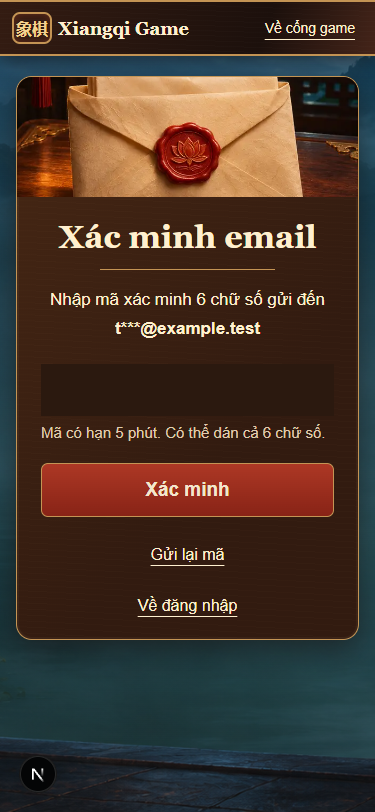 象棋 Xiangqi Game
Về cổng game
Xác minh email
Nhập mã xác minh 6 chữ số gửi đến
t***@example.test
Mã có hạn 5 phút. Có thể dán cả 6 chữ số.
Xác minh
Gửi lại mã
Về đăng nhập
N